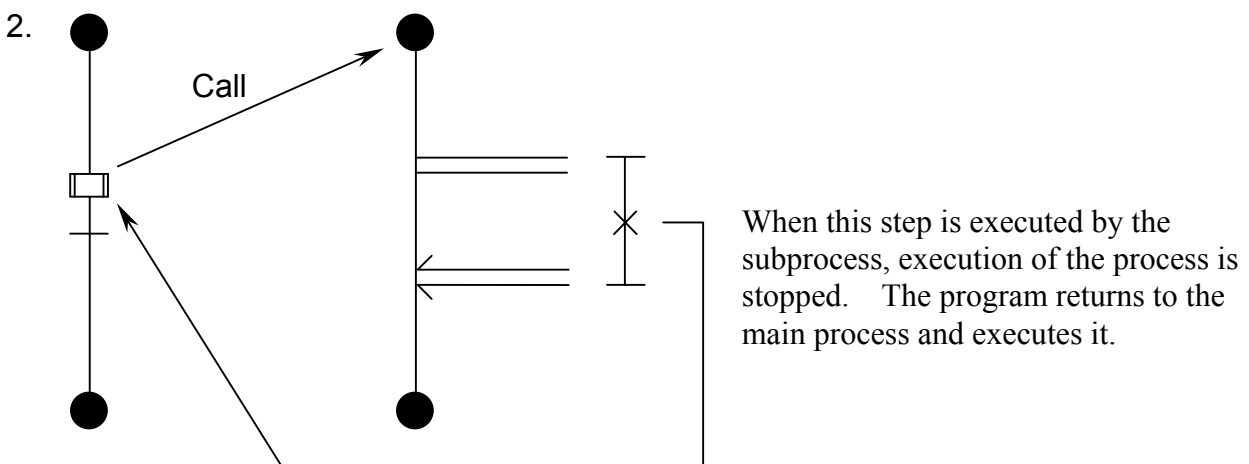 2.
Call
When this step is executed by the
subprocess, execution of the process is
stopped. The program returns to the
main process and executes it.